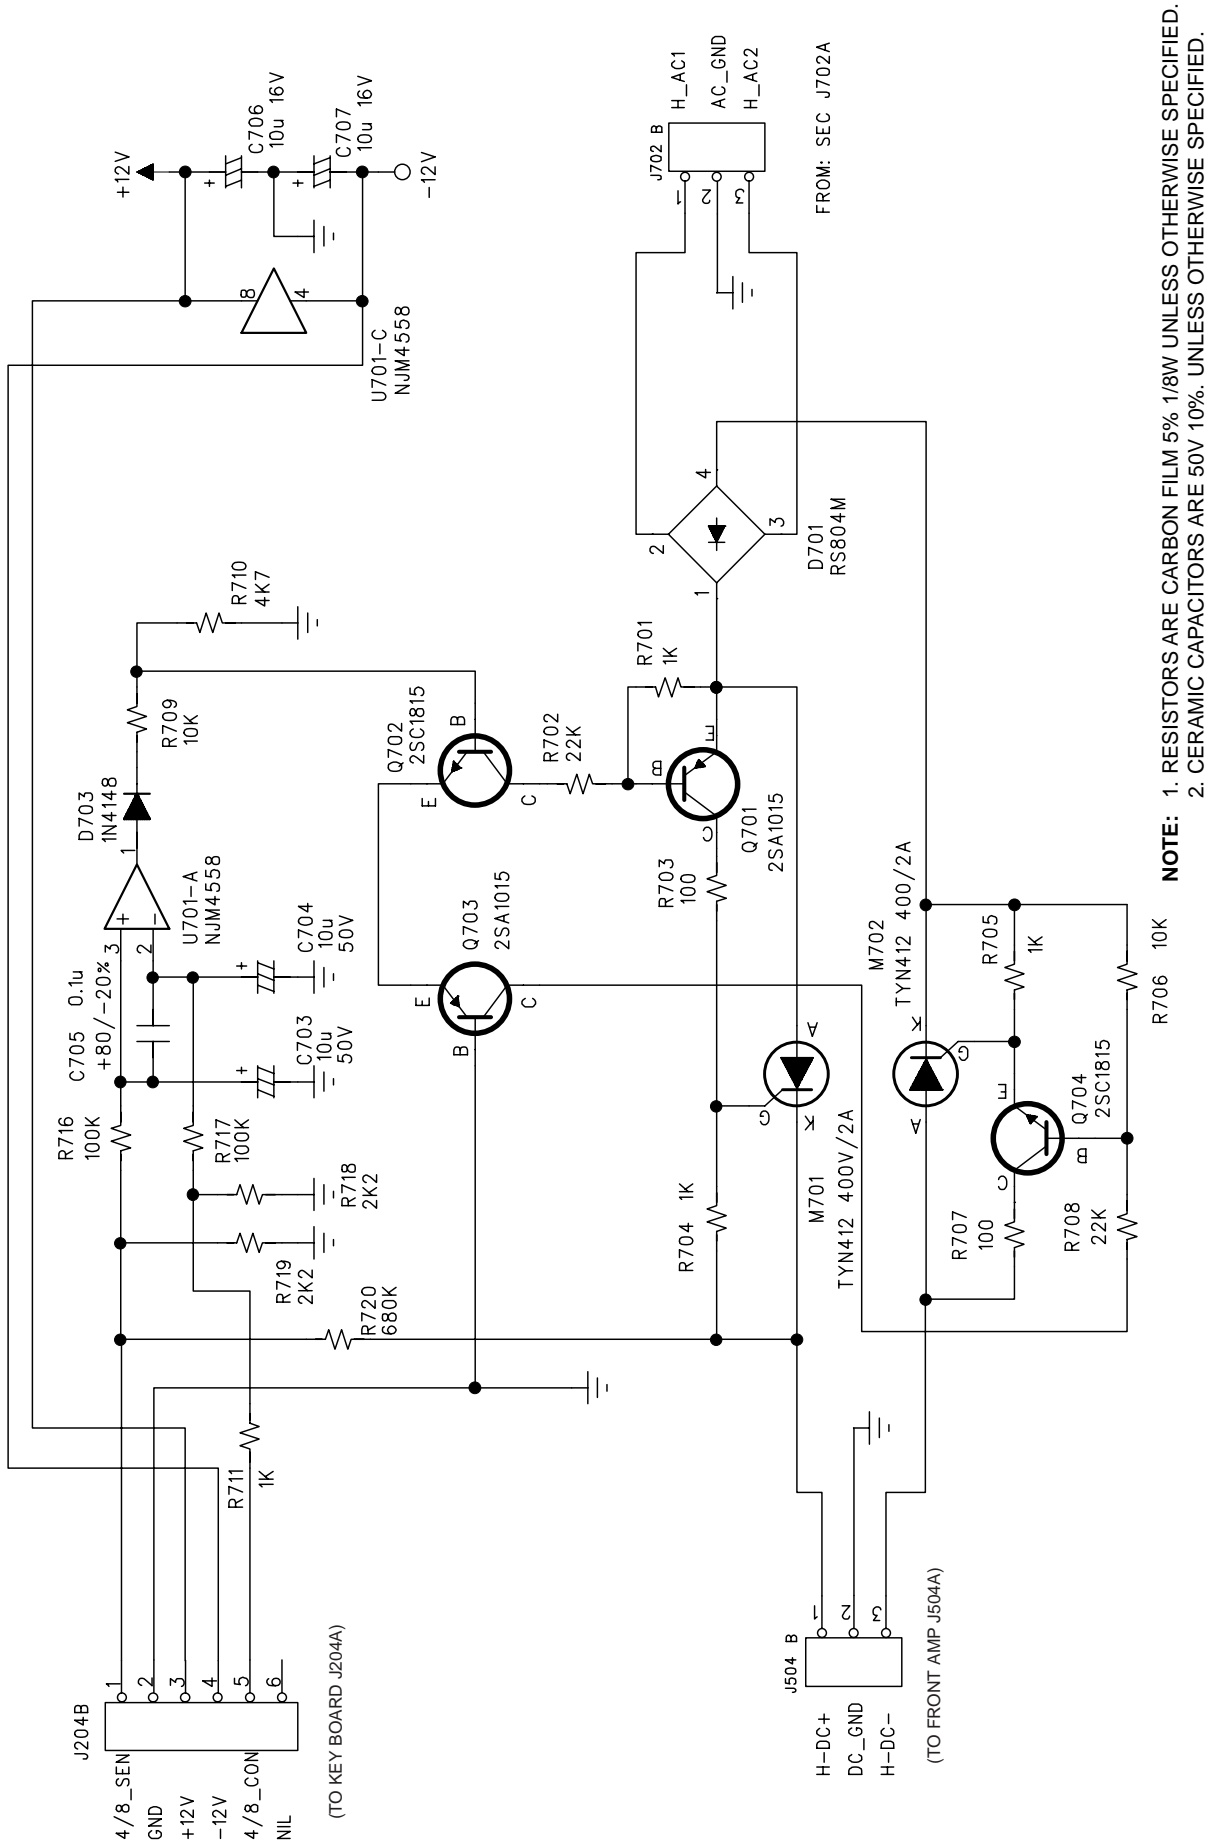 J204B
4/8_SEN
GND
+12V
-12V
4/8_CON
NIL
1
2
3
4
5
6
(TO KEY BOARD J204A)
R711
1K
R716
100K
R717
100K
R718
2K2
R719
2K2
R720
680K
C705 0.1u
+80/-20%
C703
10u
50V
+
C704
10u
50V
+
3
2
+
-
1
U701-A
NJM4558
D703
1N4148
R709
10K
R710
4K7
+12V
+
C706
10u 16V
+
C707
10u 16V
-12V
8
4
U701-C
NJM4558
Q703
2SA1015
E
B
C
Q702
2SC1815
E
B
C
R702
22K
R701
1K
B
E
C
Q701
2SA1015
R703
100
R704 1K
G
A
K
M701
TYN412 400V/2A
M702
TYN412 400/2A
K
G
A
R705
1K
R706 10K
E
B
C
Q704
2SC1815
R707
100
R708
22K
1
2
3
4
D701
RS804M
J702 B
1
2
3
H_AC1
AC_GND
H_AC2
FROM: SEC J702A
J504 B
1
2
3
H-DC+
DC_GND
H-DC-
(TO FRONT AMP J504A)
NOTE: 1. RESISTORS ARE CARBON FILM 5% 1/8W UNLESS OTHERWISE SPECIFIED.
2. CERAMIC CAPACITORS ARE 50V 10%. UNLESS OTHERWISE SPECIFIED.